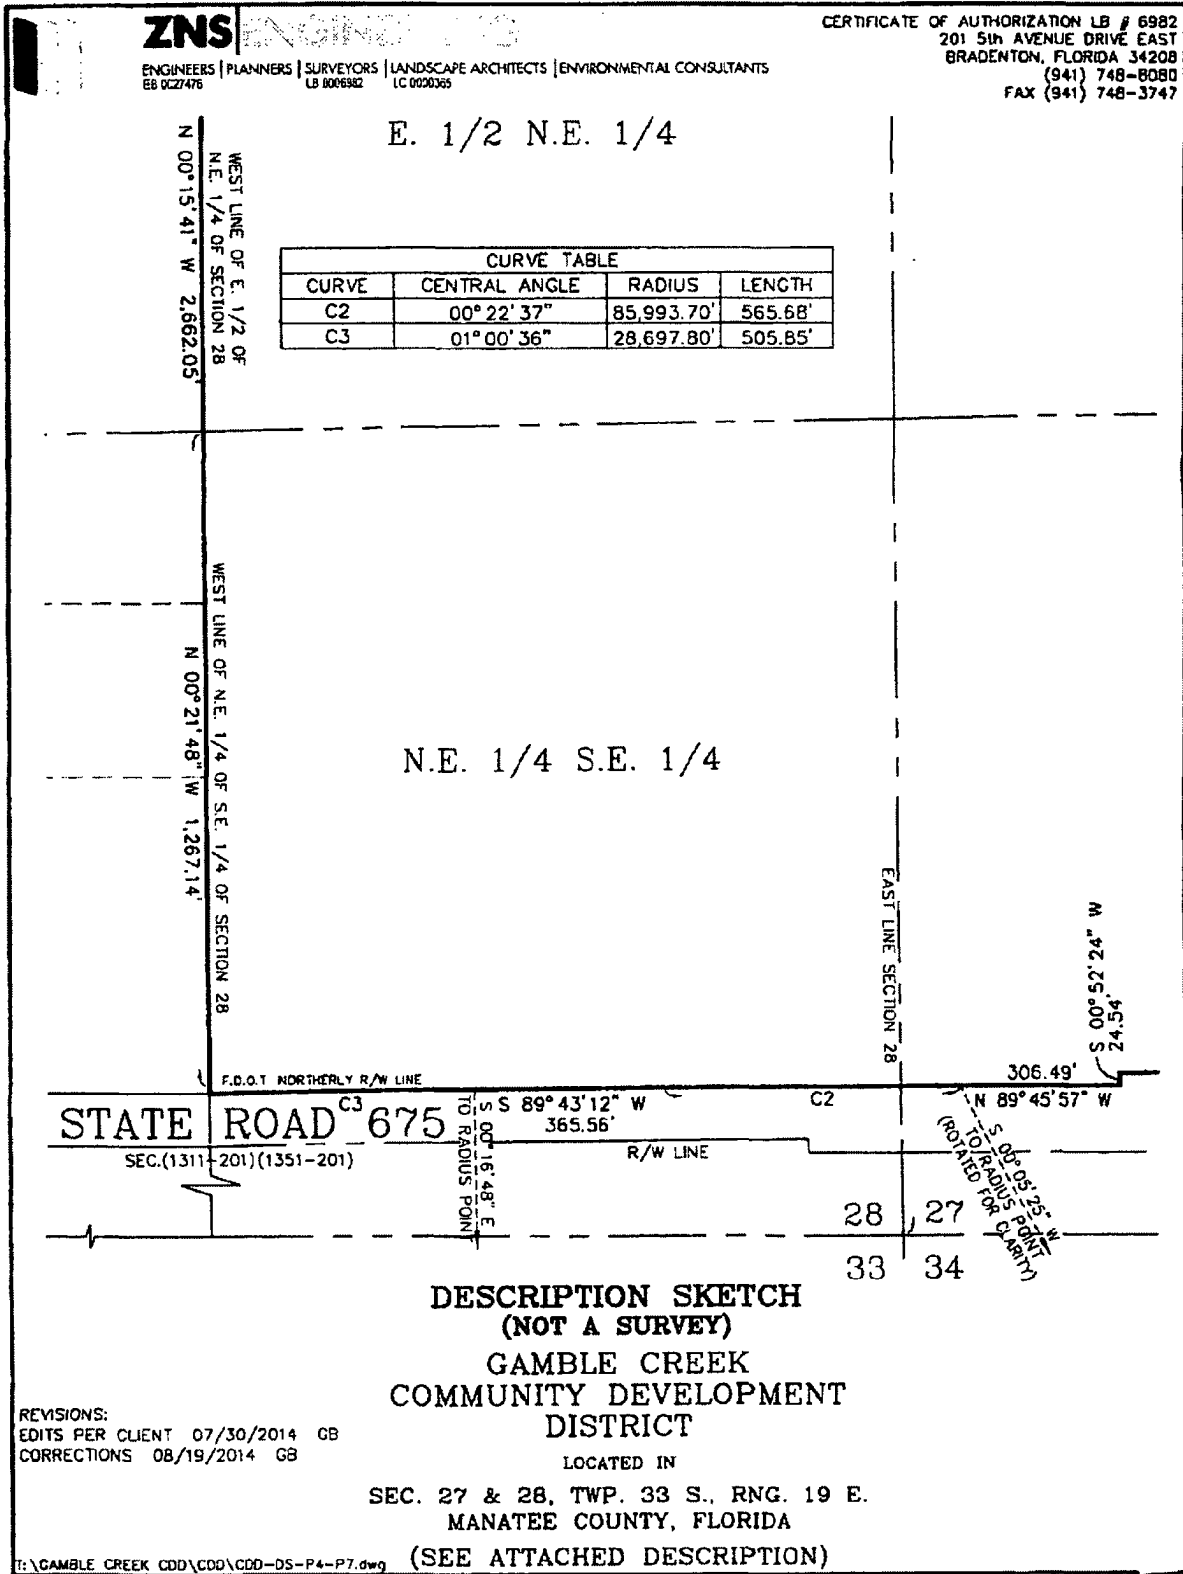 ZNS ENGINEERING
ENGINEERS | PLANNERS | SURVEYORS | LANDSCAPE ARCHITECTS | ENVIRONMENTAL CONSULTANTS
EB 0027476 LB 0006982 LC 0000365
CERTIFICATE OF AUTHORIZATION LB # 6982
201 5th AVENUE DRIVE EAST
BRADENTON, FLORIDA 34208
(941) 748-8080
FAX (941) 748-3747
E. 1/2 N.E. 1/4
N 00°15'41" W 2,662.05'
WEST LINE OF E. 1/2 OF
N.E. 1/4 OF SECTION 28
CURVE TABLE
CURVE CENTRAL ANGLE RADIUS LENGTH
C2 00°22'37" 85,993.70' 565.68'
C3 01°00'36" 28,697.80' 505.85'
WEST LINE OF N.E. 1/4 OF S.E. 1/4 OF SECTION 28
N 00°21'48" W 1,267.14'
N.E. 1/4 S.E. 1/4
EAST LINE SECTION 28
S 00°52'24" W
24.54'
306.49'
N 89°45'57" W
F.D.O.T NORTHERLY R/W LINE
C3
S 89°43'12" W
365.56'
C2
STATE ROAD 675
SEC.(1311-201)(1351-201)
S 00°16'48" E
TO RADIUS POINT
R/W LINE
S 00°05'25" W
TO RADIUS POINT
(ROTATED FOR CLARITY)
28 27
33 34
DESCRIPTION SKETCH
(NOT A SURVEY)
GAMBLE CREEK
COMMUNITY DEVELOPMENT
DISTRICT
LOCATED IN
SEC. 27 & 28, TWP. 33 S., RNG. 19 E.
MANATEE COUNTY, FLORIDA
(SEE ATTACHED DESCRIPTION)
REVISIONS:
EDITS PER CLIENT 07/30/2014 GB
CORRECTIONS 08/19/2014 GB
T:\GAMBLE CREEK CDD\CDD\CDD-DS-P4-P7.dwg